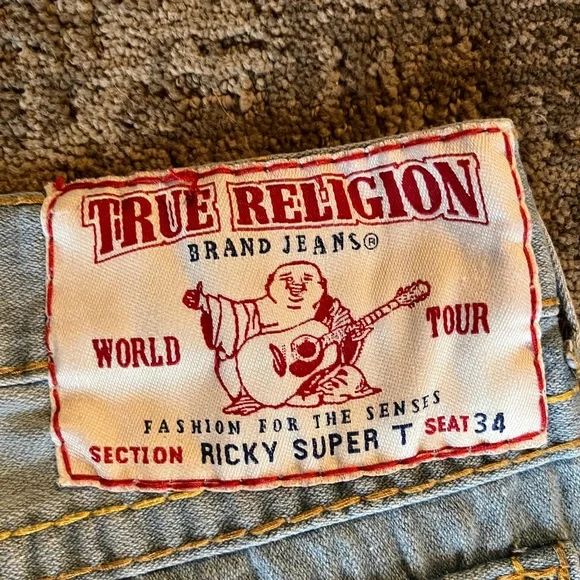 TRUE RELIGION
BRAND JEANS®
WORLD TOUR
FASHION FOR THE SENSES
SECTION RICKY SUPER T SEAT 34